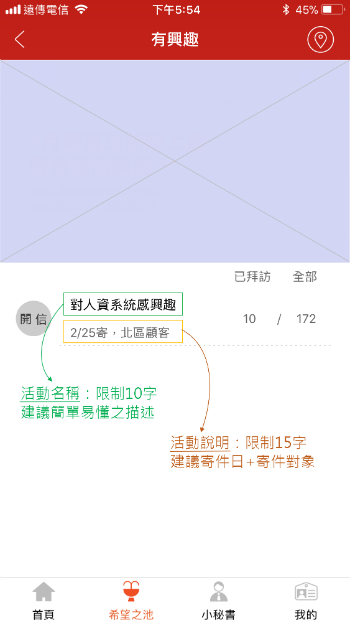 遠傳電信 下午5:54 45%
有興趣
已拜訪 全部
開信 對人資系統感興趣 10 / 172
2/25寄，北區顧客
活動名稱：限制10字
建議簡單易懂之描述
活動說明：限制15字
建議寄件日+寄件對象
首頁 希望之池 小秘書 我的